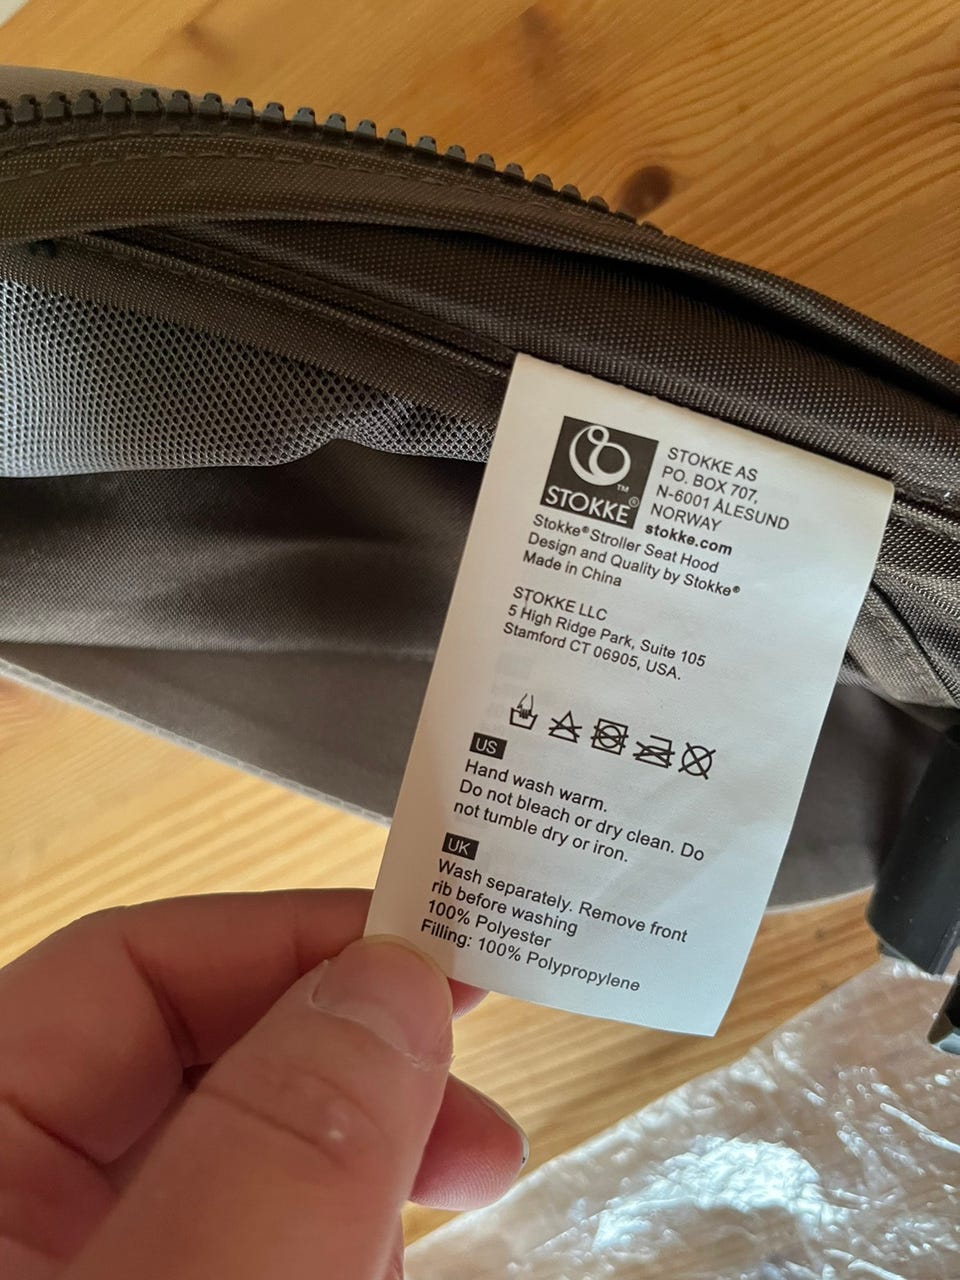 STOKKE®
™
STOKKE AS
PO. BOX 707,
N-6001 ÅLESUND
NORWAY
stokke.com
Stokke® Stroller Seat Hood
Design and Quality by Stokke®
Made in China
STOKKE LLC
5 High Ridge Park, Suite 105
Stamford CT 06905, USA.
US
Hand wash warm.
Do not bleach or dry clean. Do
not tumble dry or iron.
UK
Wash separately. Remove front
rib before washing
100% Polyester
Filling: 100% Polypropylene